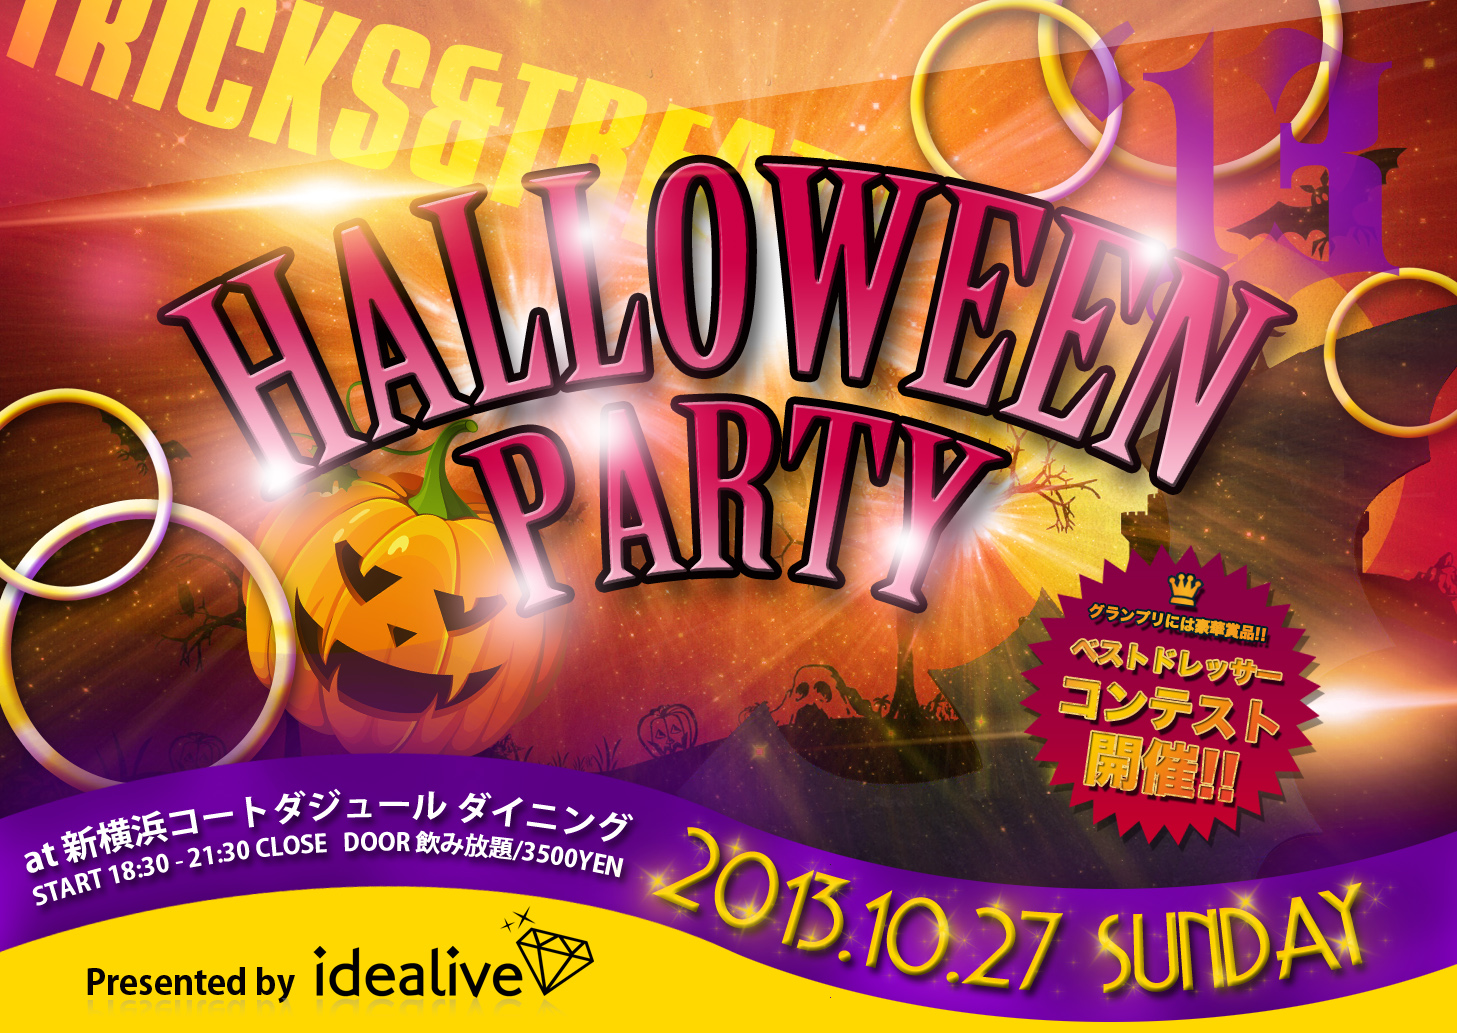 TRICKS&TREAT
'13
HALLOWEEN
PARTY
グランプリには豪華賞品!!
ベストドレッサー
コンテスト
開催!!
at 新横浜コートダジュール ダイニング
START 18:30 - 21:30 CLOSE DOOR 飲み放題/3500YEN
2013.10.27 SUNDAY
Presented by idealive